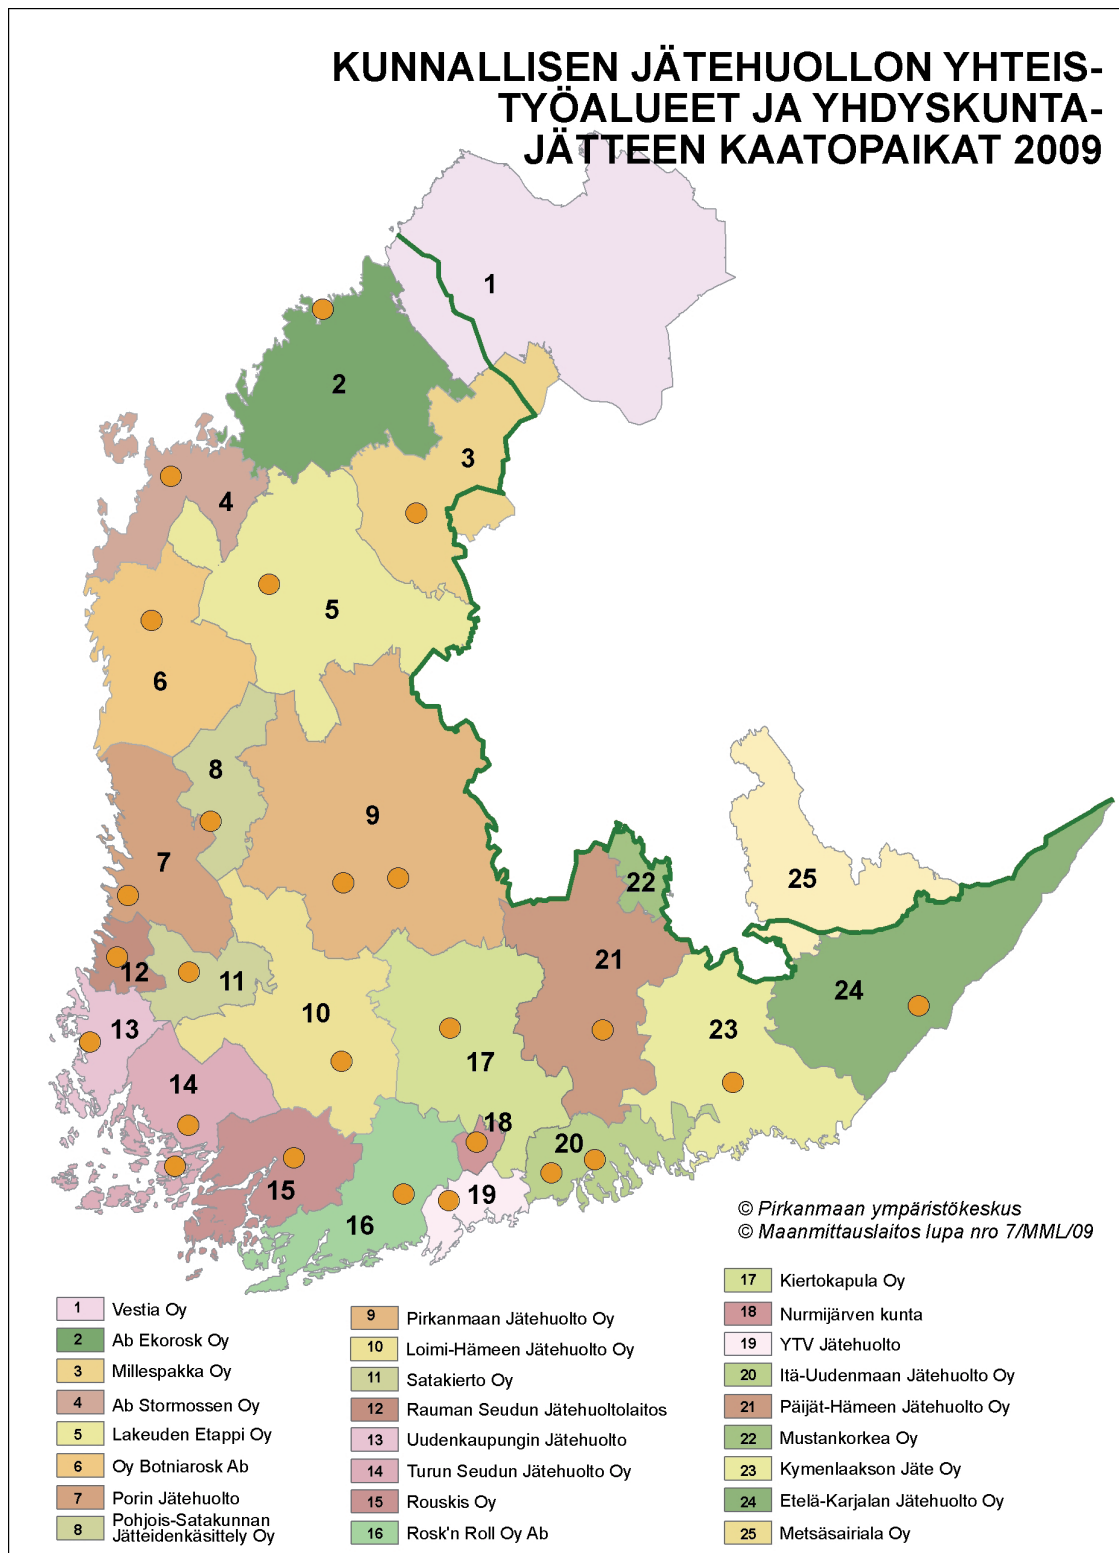 KUNNALLISEN JÄTEHUOLLON YHTEIS-
TYÖALUEET JA YHDYSKUNTA-
JÄTTEEN KAATOPAIKAT 2009
1
2
3
4
5
6
7
8
9
10
11
12
13
14
15
16
17
18
19
20
21
22
23
24
25
© Pirkanmaan ympäristökeskus
© Maanmittauslaitos lupa nro 7/MML/09
1 Vestia Oy
2 Ab Ekorosk Oy
3 Millespakka Oy
4 Ab Stormossen Oy
5 Lakeuden Etappi Oy
6 Oy Botniarosk Ab
7 Porin Jätehuolto
8 Pohjois-Satakunnan
Jätteidenkäsittely Oy
9 Pirkanmaan Jätehuolto Oy
10 Loimi-Hämeen Jätehuolto Oy
11 Satakierto Oy
12 Rauman Seudun Jätehuoltolaitos
13 Uudenkaupungin Jätehuolto
14 Turun Seudun Jätehuolto Oy
15 Rouskis Oy
16 Rosk'n Roll Oy Ab
17 Kiertokapula Oy
18 Nurmijärven kunta
19 YTV Jätehuolto
20 Itä-Uudenmaan Jätehuolto Oy
21 Päijät-Hämeen Jätehuolto Oy
22 Mustankorkea Oy
23 Kymenlaakson Jäte Oy
24 Etelä-Karjalan Jätehuolto Oy
25 Metsäsairiala Oy